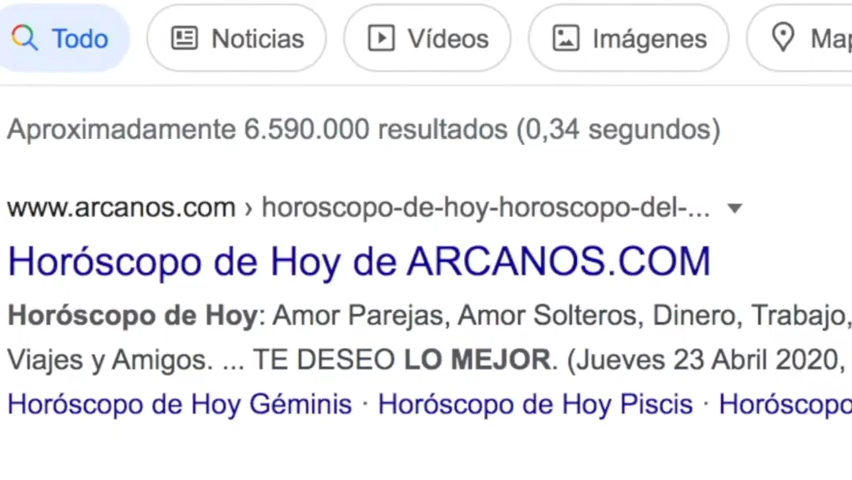 Todo Noticias Vídeos Imágenes
Aproximadamente 6.590.000 resultados (0,34 segundos)
www.arcanos.com › horoscopo-de-hoy-horoscopo-del-...
Horóscopo de Hoy de ARCANOS.COM
Horóscopo de Hoy: Amor Parejas, Amor Solteros, Dinero, Trabajo,
Viajes y Amigos. ... TE DESEO LO MEJOR. (Jueves 23 Abril 2020,
Horóscopo de Hoy Géminis · Horóscopo de Hoy Piscis · Horóscopo